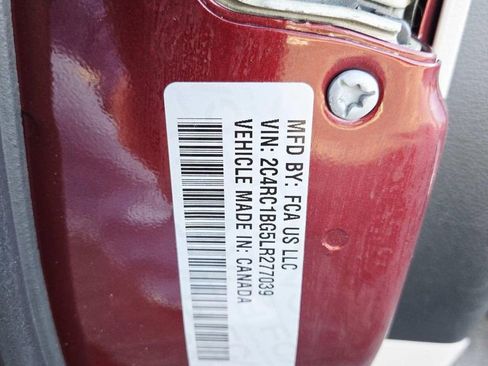 MFD BY: FCA US LLC
VIN: 2C4RC1BG5LR277039
VEHICLE MADE IN: CANADA